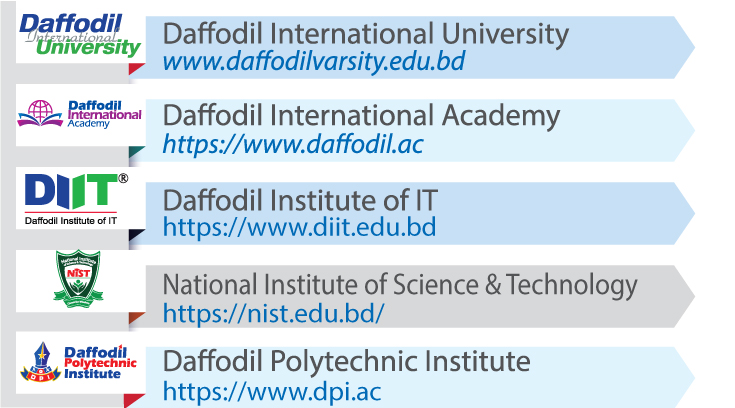 Daffodil
International
University
Daffodil International University
www.daffodilvarsity.edu.bd
Daffodil
International
Academy
Daffodil International Academy
https://www.daffodil.ac
DIIT®
Daffodil Institute of IT
Daffodil Institute of IT
https://www.diit.edu.bd
National Institute
NIST
National Institute of Science & Technology
https://nist.edu.bd/
Daffodil
Polytechnic
Institute
DPI
Daffodil Polytechnic Institute
https://www.dpi.ac